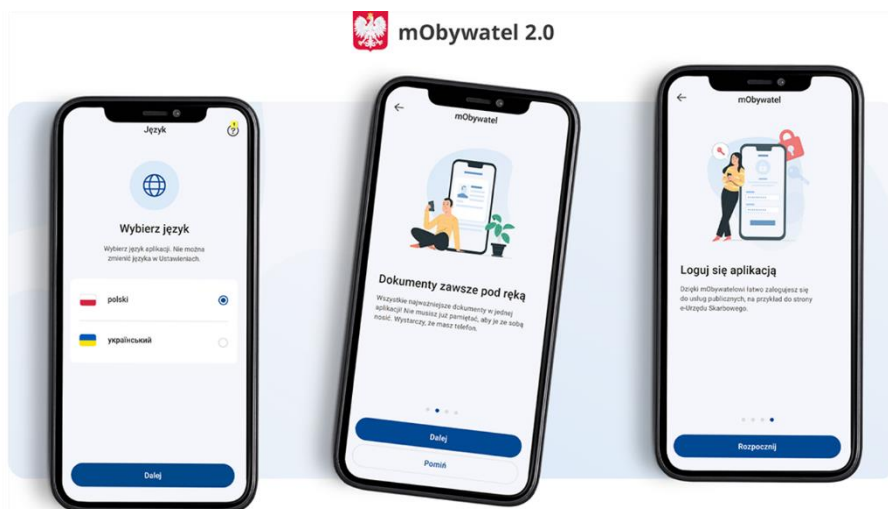 mObywatel 2.0
Język
Wybierz język
Wybierz język aplikacji. Nie można
zmienić języka w Ustawieniach.
polski
український
Dalej
mObywatel
Dokumenty zawsze pod ręką
Wszystkie najważniejsze dokumenty w jednej
aplikacji! Nie musisz już pamiętać, aby je ze sobą
nosić. Wystarczy, że masz telefon.
Dalej
Pomiń
mObywatel
Loguj się aplikacją
Dzięki mObywatelowi łatwo zalogujesz się
do usług publicznych, na przykład do strony
e-Urzędu Skarbowego.
Rozpocznij